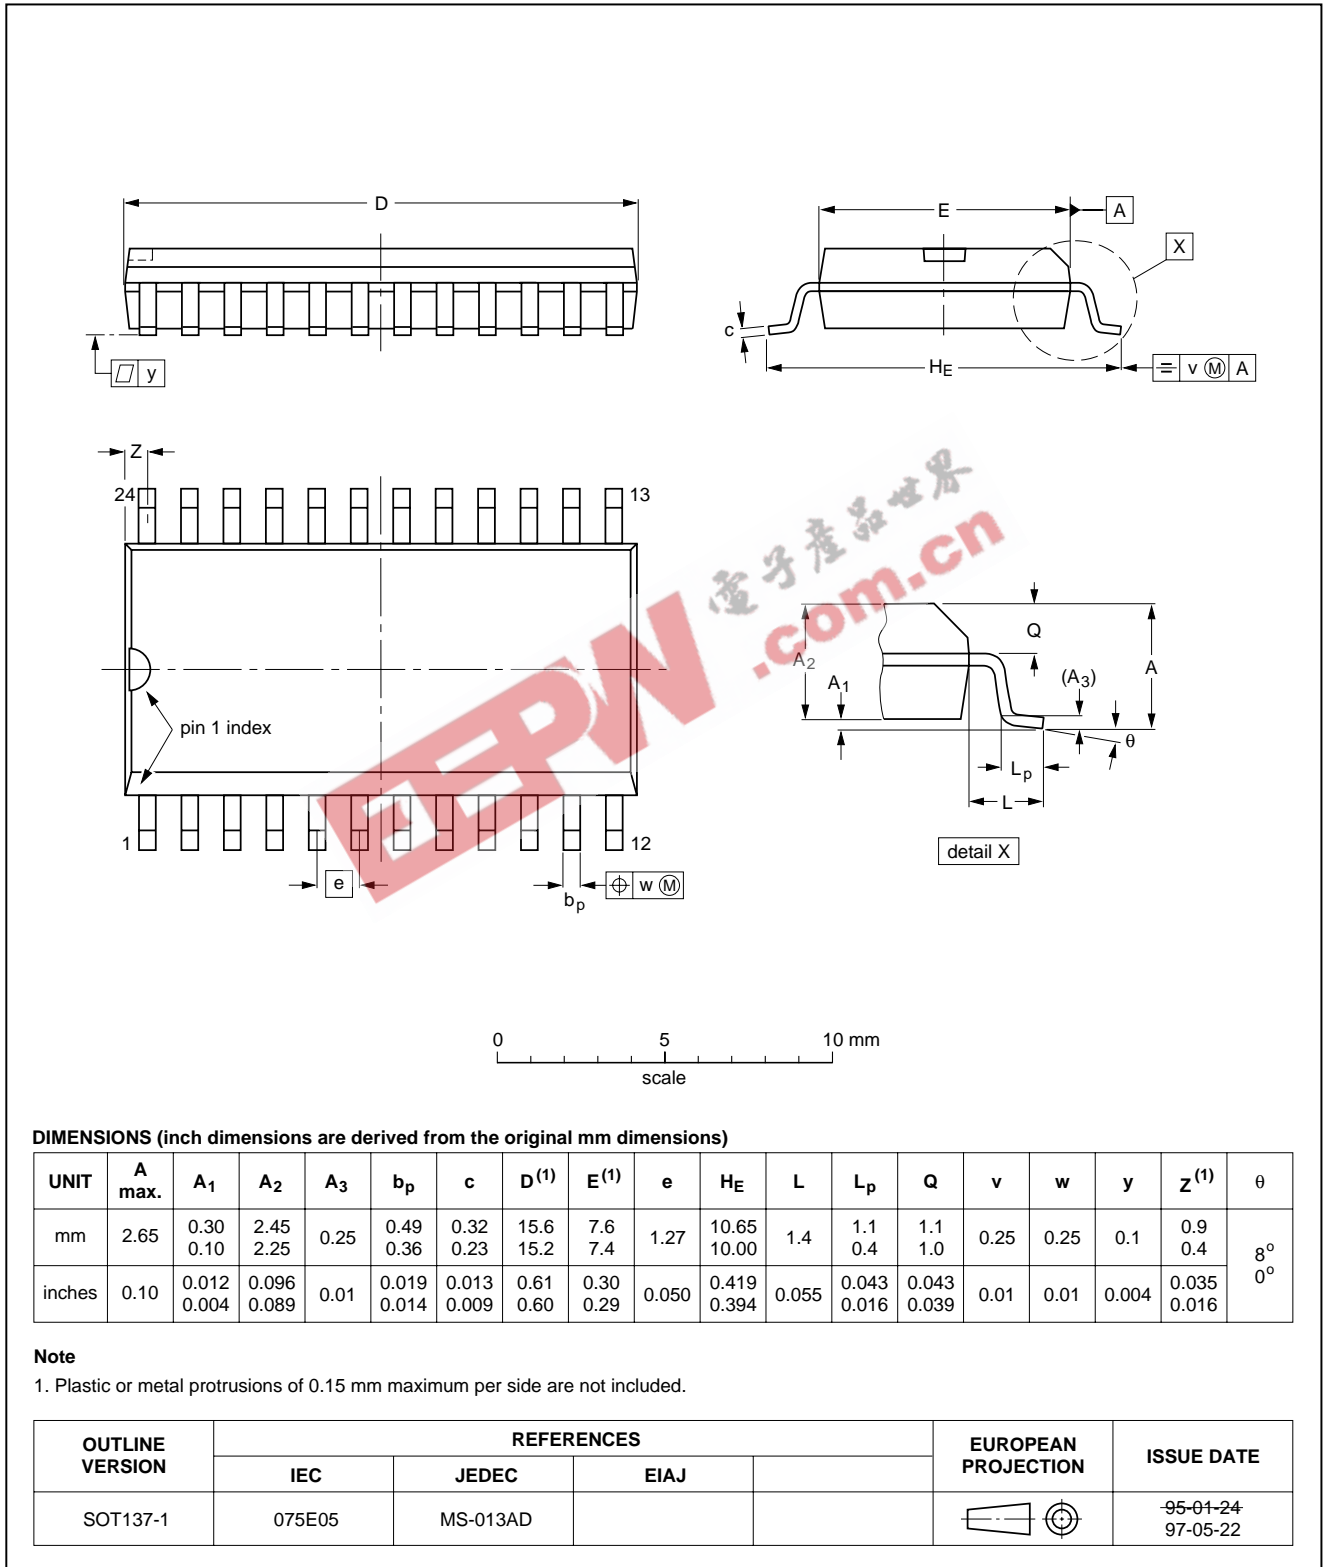 D
E
A
X
c
y
HE
v M A
Z
24
13
電子產品世界
.com.cn
EEPW
Q
A2
A
(A3)
A1
pin 1 index
θ
Lp
L
1
12
detail X
e
w M
bp
0 5 10 mm
scale
DIMENSIONS (inch dimensions are derived from the original mm dimensions)
UNIT A max. A1 A2 A3 bp c D(1) E(1) e HE L Lp Q v w y Z(1) θ
mm 2.65 0.30 0.10 2.45 2.25 0.25 0.49 0.36 0.32 0.23 15.6 15.2 7.6 7.4 1.27 10.65 10.00 1.4 1.1 0.4 1.1 1.0 0.25 0.25 0.1 0.9 0.4 8° 0°
inches 0.10 0.012 0.004 0.096 0.089 0.01 0.019 0.014 0.013 0.009 0.61 0.60 0.30 0.29 0.050 0.419 0.394 0.055 0.043 0.016 0.043 0.039 0.01 0.01 0.004 0.035 0.016
Note
1. Plastic or metal protrusions of 0.15 mm maximum per side are not included.
OUTLINE VERSION REFERENCES EUROPEAN PROJECTION ISSUE DATE
IEC JEDEC EIAJ
SOT137-1 075E05 MS-013AD 95-01-24
97-05-22